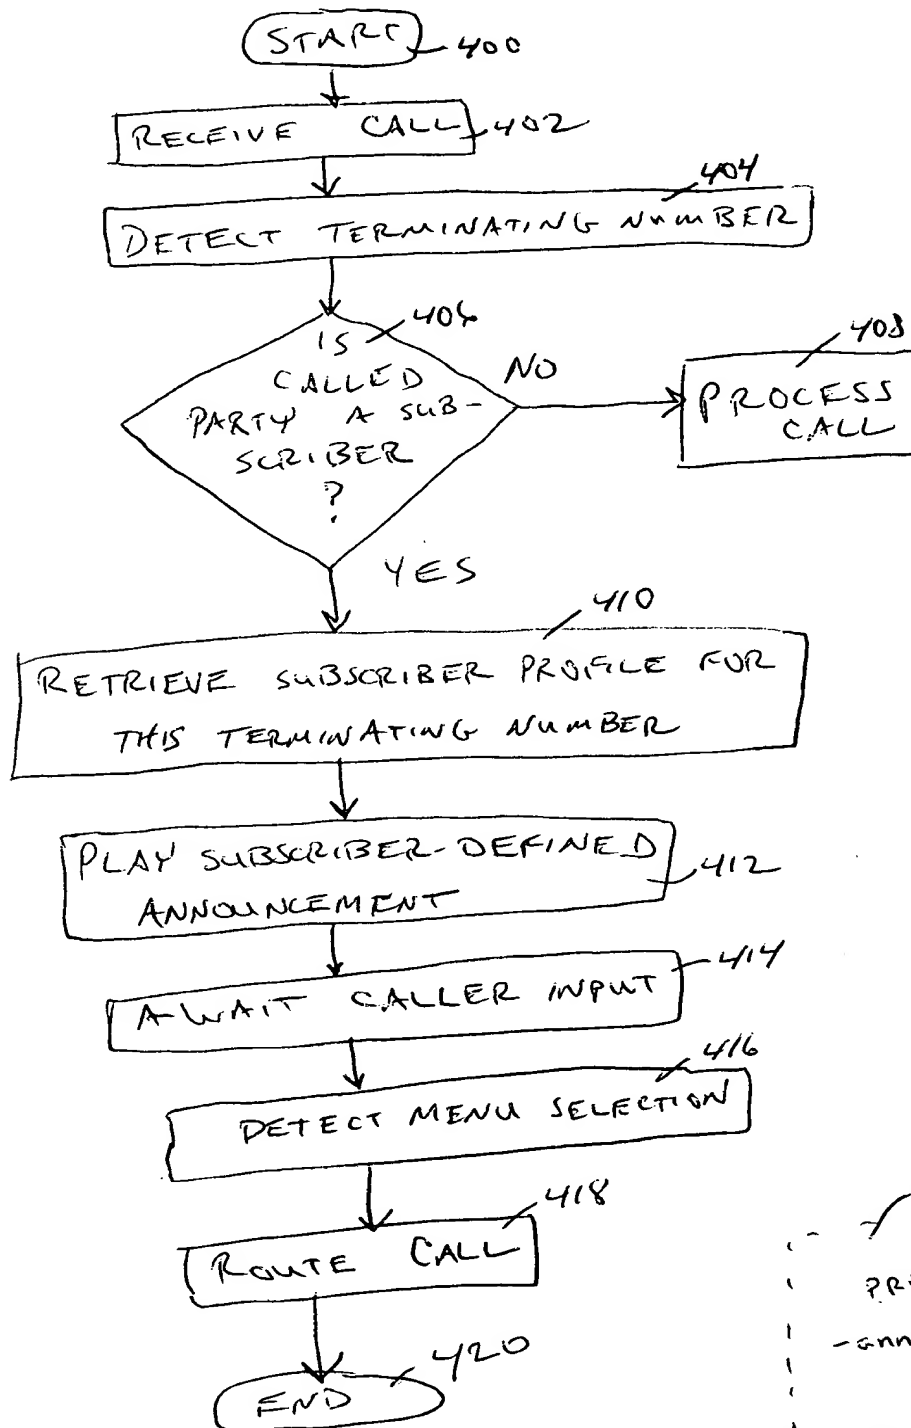 START 400
RECEIVE CALL 402
404
DETECT TERMINATING NUMBER
406
IS
CALLED
PARTY A SUB-
SCRIBER
?
NO
408
PROCESS
CALL
YES
410
RETRIEVE SUBSCRIBER PROFILE FOR
THIS TERMINATING NUMBER
PLAY SUBSCRIBER-DEFINED
ANNOUNCEMENT
412
AWAIT CALLER INPUT
414
416
DETECT MENU SELECTION
418
ROUTE CALL
420
END